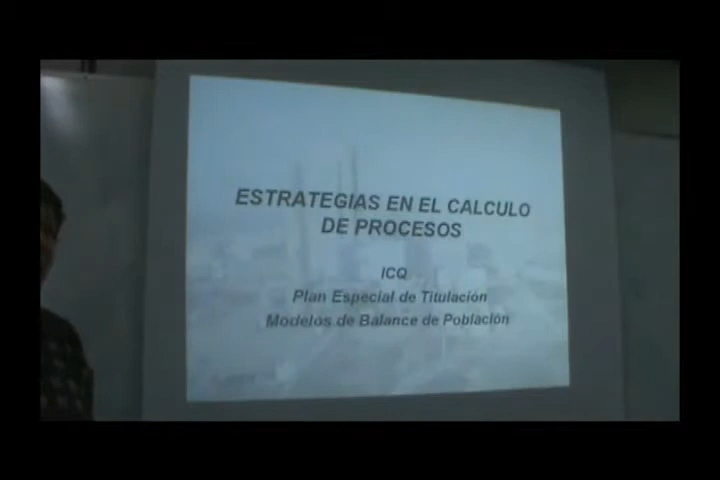 ESTRATEGIAS EN EL CALCULO
DE PROCESOS
ICQ
Plan Especial de Titulación
Modelos de Balance de Población